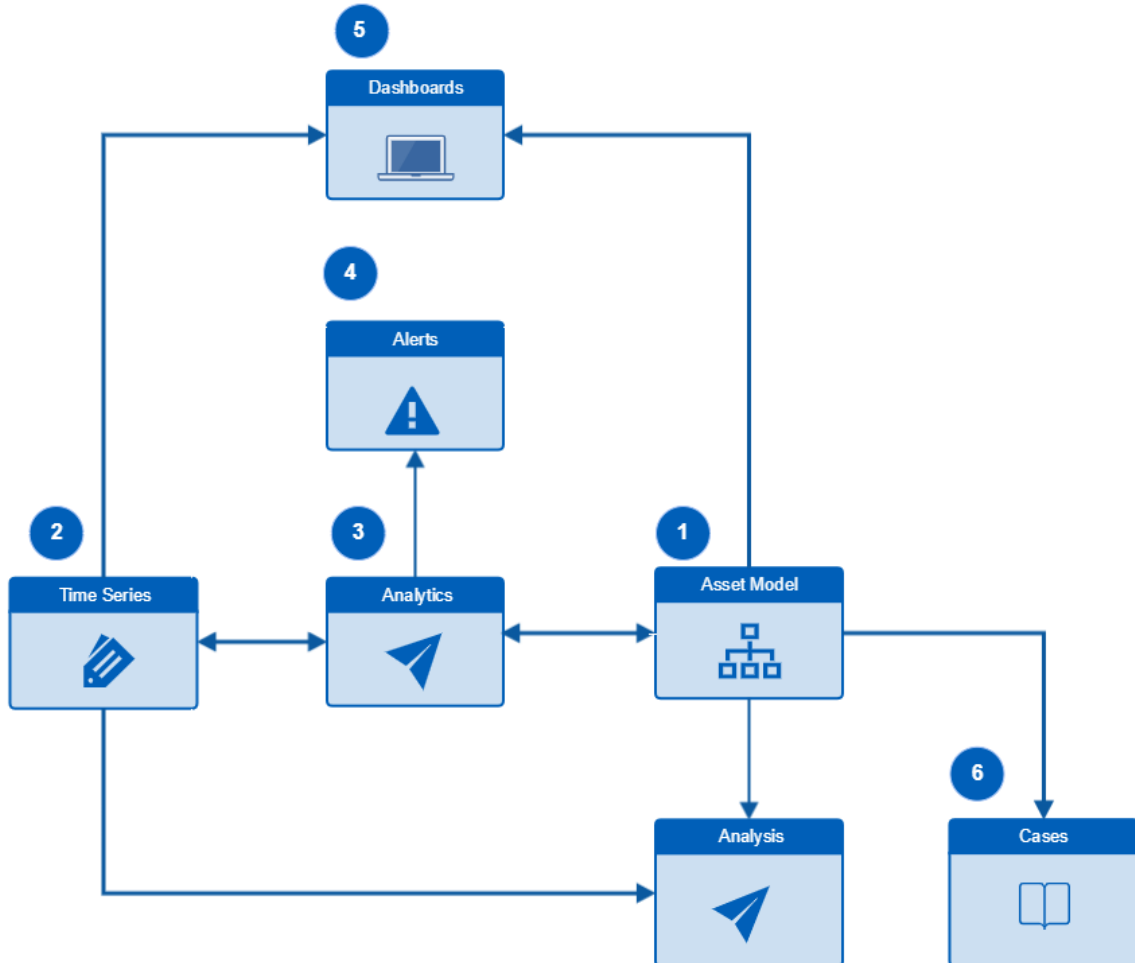 5
Dashboards
4
Alerts
2
3
1
Time Series
Analytics
Asset Model
6
Analysis
Cases